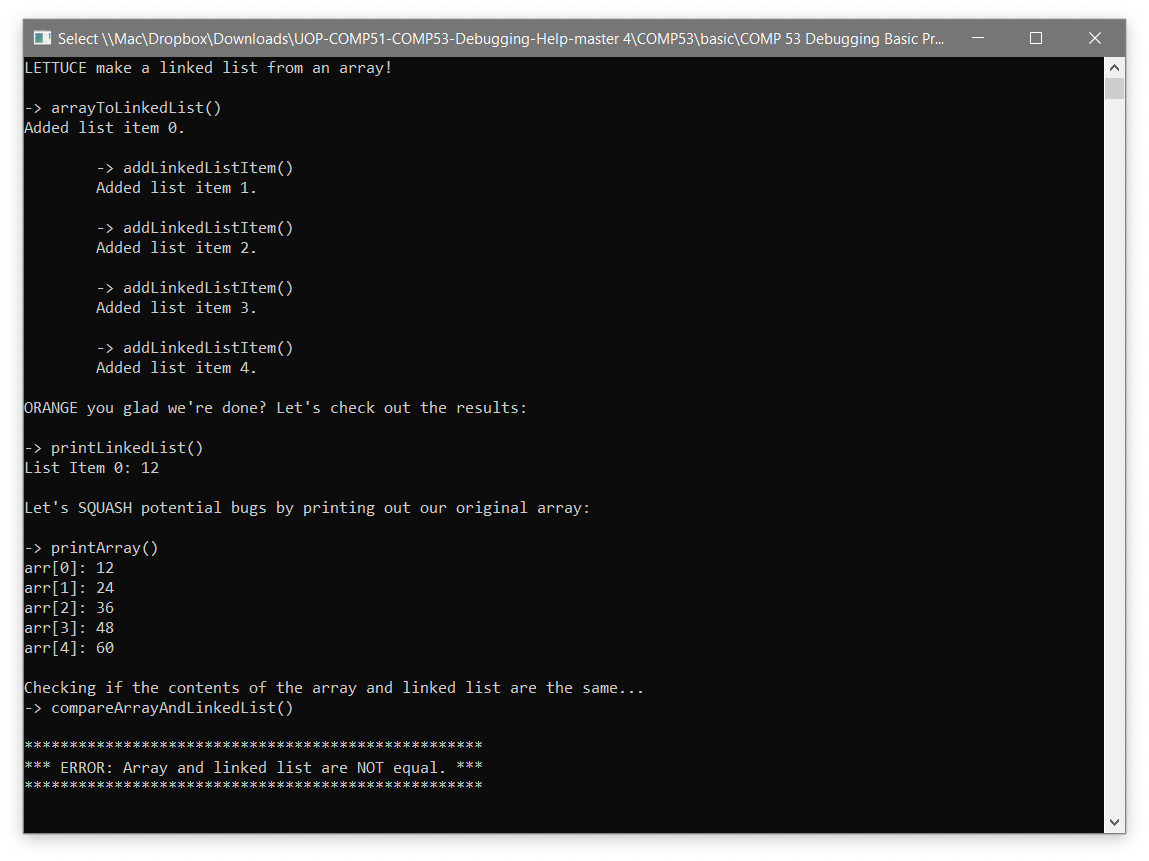 Select \\Mac\Dropbox\Downloads\UOP-COMP51-COMP53-Debugging-Help-master 4\COMP53\basic\COMP 53 Debugging Basic Pr...
LETTUCE make a linked list from an array!
-> arrayToLinkedList()
Added list item 0.
-> addLinkedListItem()
Added list item 1.
-> addLinkedListItem()
Added list item 2.
-> addLinkedListItem()
Added list item 3.
-> addLinkedListItem()
Added list item 4.
ORANGE you glad we're done? Let's check out the results:
-> printLinkedList()
List Item 0: 12
Let's SQUASH potential bugs by printing out our original array:
-> printArray()
arr[0]: 12
arr[1]: 24
arr[2]: 36
arr[3]: 48
arr[4]: 60
Checking if the contents of the array and linked list are the same...
-> compareArrayAndLinkedList()
***************************************************
*** ERROR: Array and linked list are NOT equal. ***
***************************************************